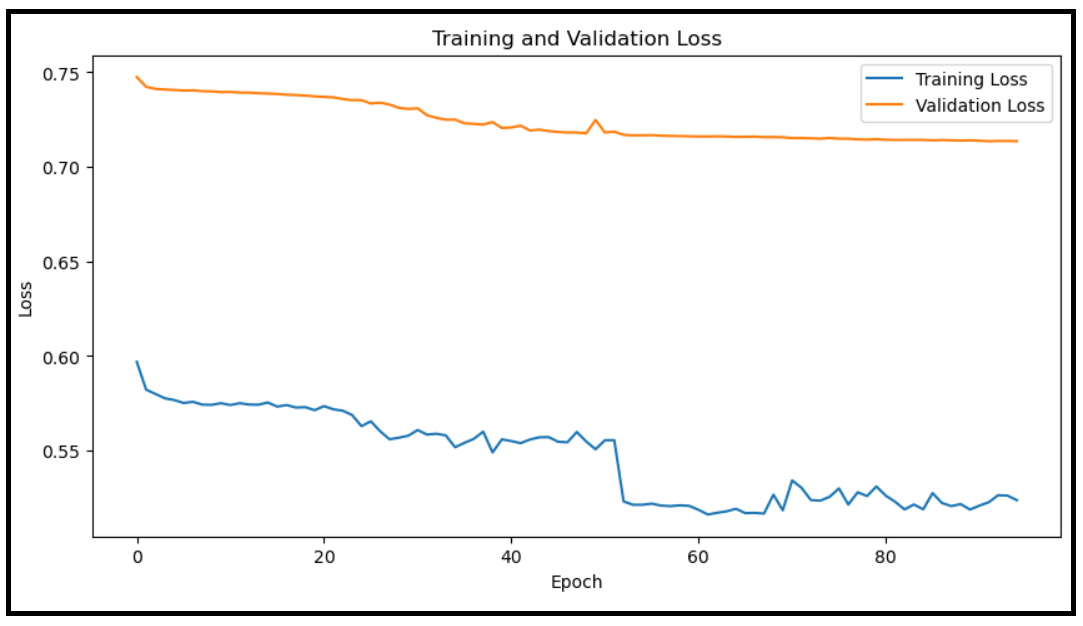 Training and Validation Loss
Training Loss
Validation Loss
0.75
0.70
0.65
0.60
0.55
Loss
0 20 40 60 80
Epoch